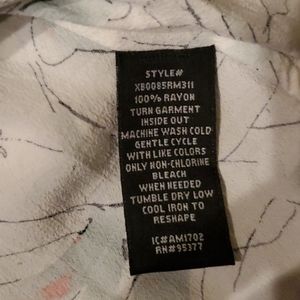 STYLE#
XB0085RM311
100% RAYON
TURN GARMENT
INSIDE OUT
MACHINE WASH COLD
GENTLE CYCLE
WITH LIKE COLORS
ONLY NON-CHLORINE
BLEACH
WHEN NEEDED
TUMBLE DRY LOW
COOL IRON TO
RESHAPE
IC#AM1702
RN#95377